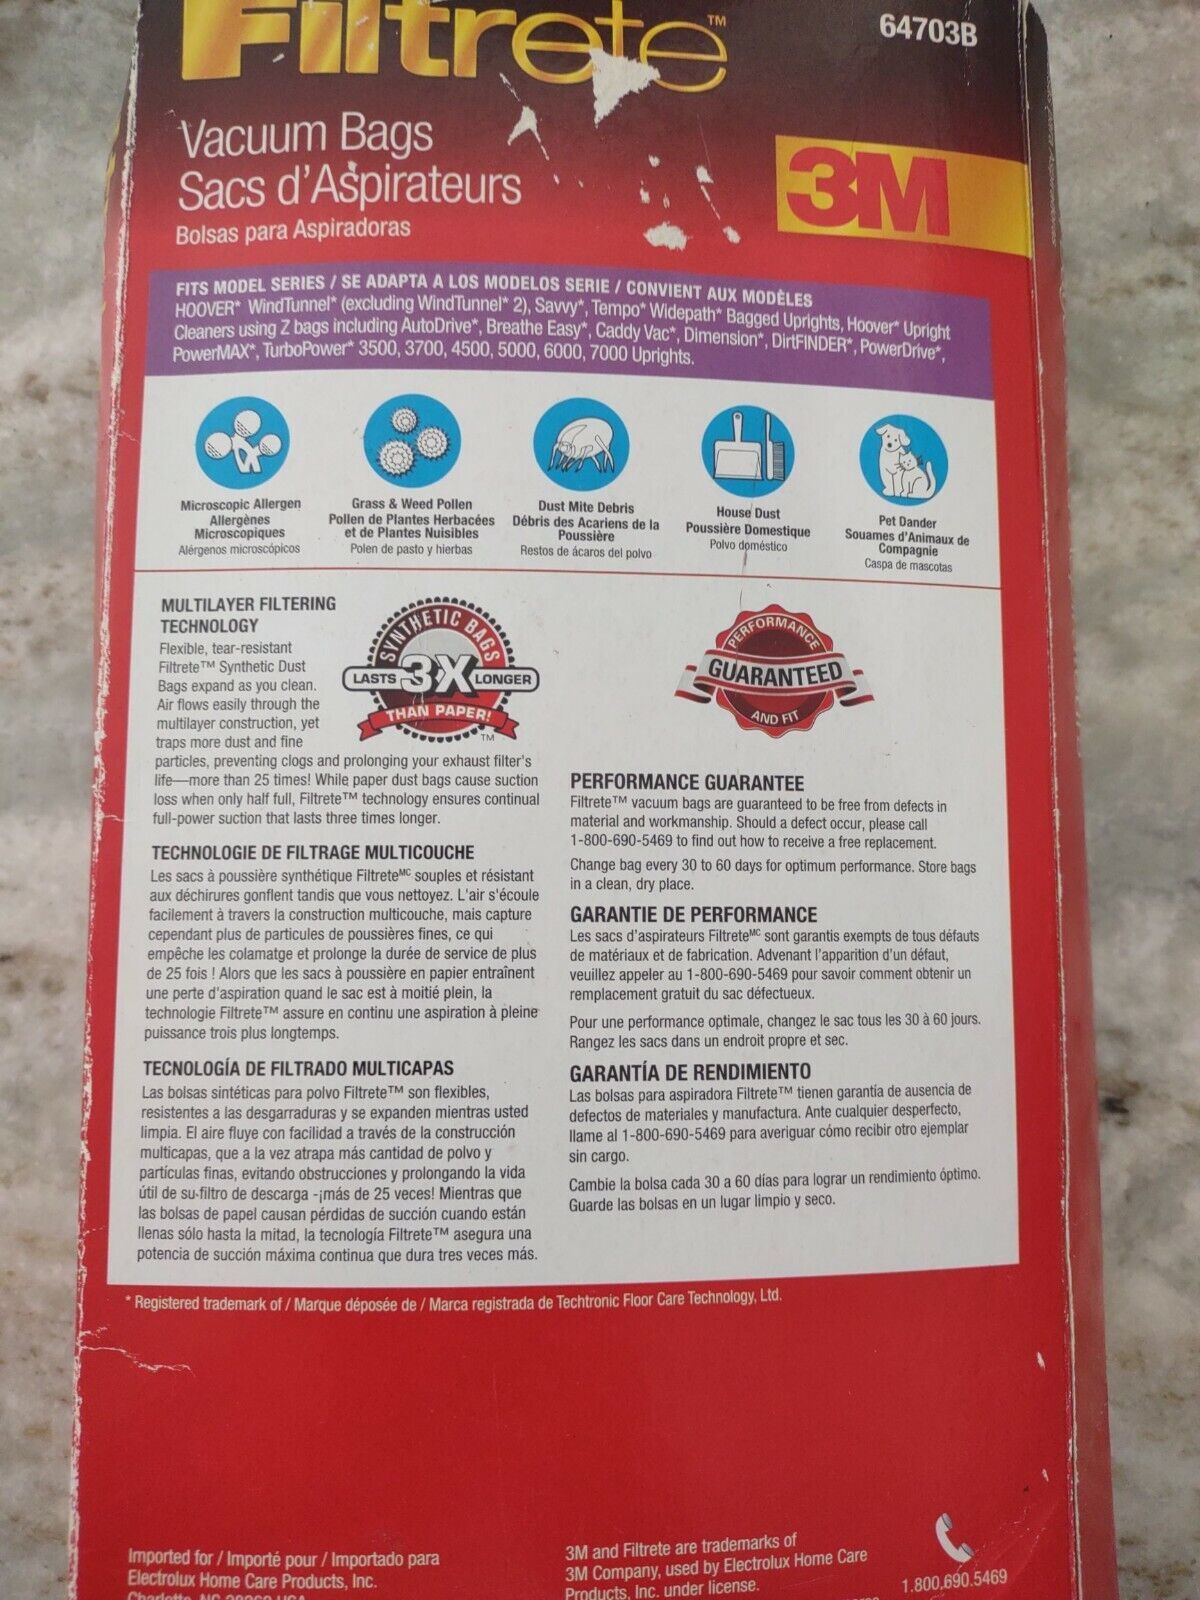 Filtrete™
64703B
Vacuum Bags
Sacs d'Aspirateurs
Bolsas para Aspiradoras
3M
FITS MODEL SERIES / SE ADAPTA A LOS MODELOS SERIE / CONVIENT AUX MODÈLES
HOOVER* WindTunnel* (excluding WindTunnel* 2), Savvy*, Tempo* Widepath* Bagged Uprights, Hoover* Upright
Cleaners using Z bags including AutoDrive*, Breathe Easy*, Caddy Vac*, Dimension*, DirtFINDER*, PowerDrive*,
PowerMAX*, TurboPower* 3500, 3700, 4500, 5000, 6000, 7000 Uprights.
Microscopic Allergen
Allergènes
Microscopiques
Alérgenos microscópicos
Grass & Weed Pollen
Pollen de Plantes Herbacées
et de Plantes Nuisibles
Polen de pasto y hierbas
Dust Mite Debris
Débris des Acariens de la
Poussière
Restos de ácaros del polvo
House Dust
Poussière Domestique
Polvo doméstico
Pet Dander
Souames d'Animaux de
Compagnie
Caspa de mascotas
MULTILAYER FILTERING
TECHNOLOGY
Flexible, tear-resistant
Filtrete™ Synthetic Dust
Bags expand as you clean.
Air flows easily through the
multilayer construction, yet
traps more dust and fine
particles, preventing clogs and prolonging your exhaust filter's
life—more than 25 times! While paper dust bags cause suction
loss when only half full, Filtrete™ technology ensures continual
full-power suction that lasts three times longer.
SYNTHETIC BAGS
LASTS 3X LONGER
THAN PAPER!
TM
TECHNOLOGIE DE FILTRAGE MULTICOUCHE
Les sacs à poussière synthétique Filtreteᴹᶜ souples et résistant
aux déchirures gonflent tandis que vous nettoyez. L'air s'écoule
facilement à travers la construction multicouche, mais capture
cependant plus de particules de poussières fines, ce qui
empêche les colamatge et prolonge la durée de service de plus
de 25 fois ! Alors que les sacs à poussière en papier entraînent
une perte d'aspiration quand le sac est à moitié plein, la
technologie Filtrete™ assure en continu une aspiration à pleine
puissance trois plus longtemps.
TECNOLOGÍA DE FILTRADO MULTICAPAS
Las bolsas sintéticas para polvo Filtrete™ son flexibles,
resistentes a las desgarraduras y se expanden mientras usted
limpia. El aire fluye con facilidad a través de la construcción
multicapas, que a la vez atrapa más cantidad de polvo y
partículas finas, evitando obstrucciones y prolongando la vida
útil de su filtro de descarga -¡más de 25 veces! Mientras que
las bolsas de papel causan pérdidas de succión cuando están
llenas sólo hasta la mitad, la tecnología Filtrete™ asegura una
potencia de succión máxima continua que dura tres veces más.
PERFORMANCE
GUARANTEED
AND FIT
PERFORMANCE GUARANTEE
Filtrete™ vacuum bags are guaranteed to be free from defects in
material and workmanship. Should a defect occur, please call
1-800-690-5469 to find out how to receive a free replacement.
Change bag every 30 to 60 days for optimum performance. Store bags
in a clean, dry place.
GARANTIE DE PERFORMANCE
Les sacs d'aspirateurs Filtreteᴹᶜ sont garantis exempts de tous défauts
de matériaux et de fabrication. Advenant l'apparition d'un défaut,
veuillez appeler au 1-800-690-5469 pour savoir comment obtenir un
remplacement gratuit du sac défectueux.
Pour une performance optimale, changez le sac tous les 30 à 60 jours.
Rangez les sacs dans un endroit propre et sec.
GARANTÍA DE RENDIMIENTO
Las bolsas para aspiradora Filtrete™ tienen garantía de ausencia de
defectos de materiales y manufactura. Ante cualquier desperfecto,
llame al 1-800-690-5469 para averiguar cómo recibir otro ejemplar
sin cargo.
Cambie la bolsa cada 30 a 60 días para lograr un rendimiento óptimo.
Guarde las bolsas en un lugar limpio y seco.
* Registered trademark of / Marque déposée de / Marca registrada de Techtronic Floor Care Technology, Ltd.
Imported for / Importé pour / Importado para
Electrolux Home Care Products, Inc.
3M and Filtrete are trademarks of
3M Company, used by Electrolux Home Care
Products, Inc. under license.
1.800.690.5469